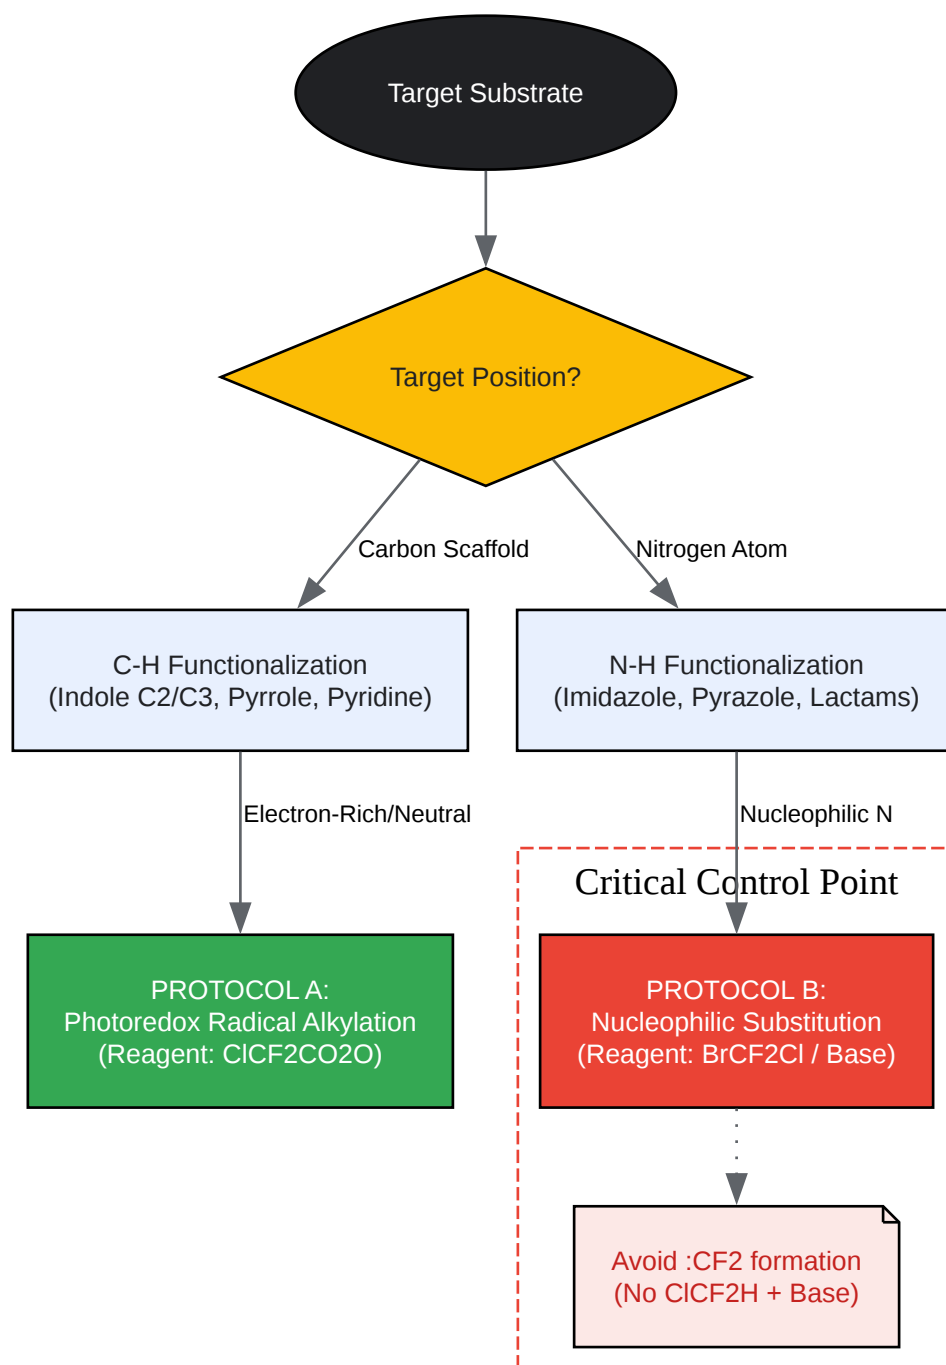 Target Substrate
Target Position?
Carbon Scaffold
Nitrogen Atom
C-H Functionalization
(Indole C2/C3, Pyrrole, Pyridine)
N-H Functionalization
(Imidazole, Pyrazole, Lactams)
Electron-Rich/Neutral
Nucleophilic N
Critical Control Point
PROTOCOL A:
Photoredox Radical Alkylation
(Reagent: ClCF2CO2O)
PROTOCOL B:
Nucleophilic Substitution
(Reagent: BrCF2Cl / Base)
Avoid :CF2 formation
(No ClCF2H + Base)